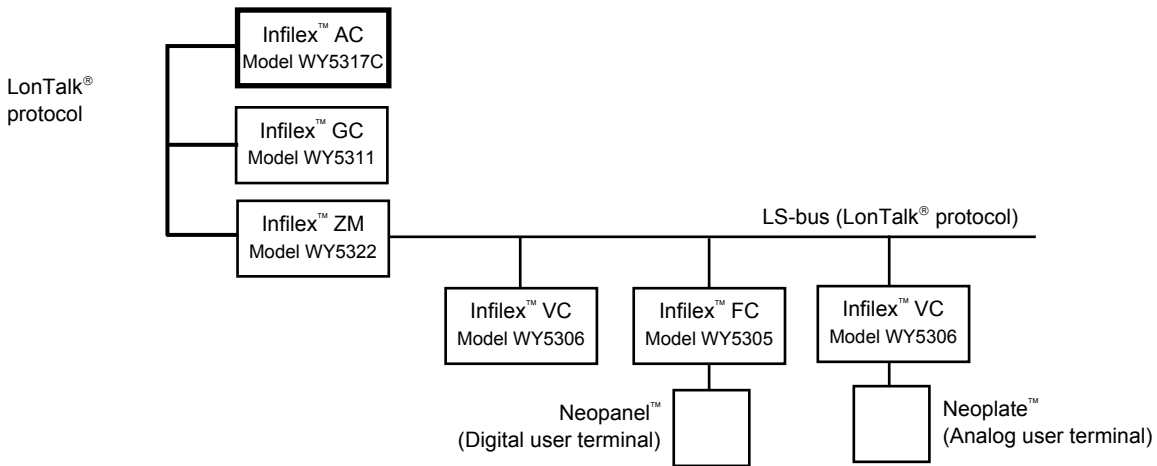 Infilex™ AC
Model WY5317C
LonTalk®
protocol
Infilex™ GC
Model WY5311
Infilex™ ZM
Model WY5322
LS-bus (LonTalk® protocol)
Infilex™ VC
Model WY5306
Infilex™ FC
Model WY5305
Infilex™ VC
Model WY5306
Neopanel™
(Digital user terminal)
Neoplate™
(Analog user terminal)